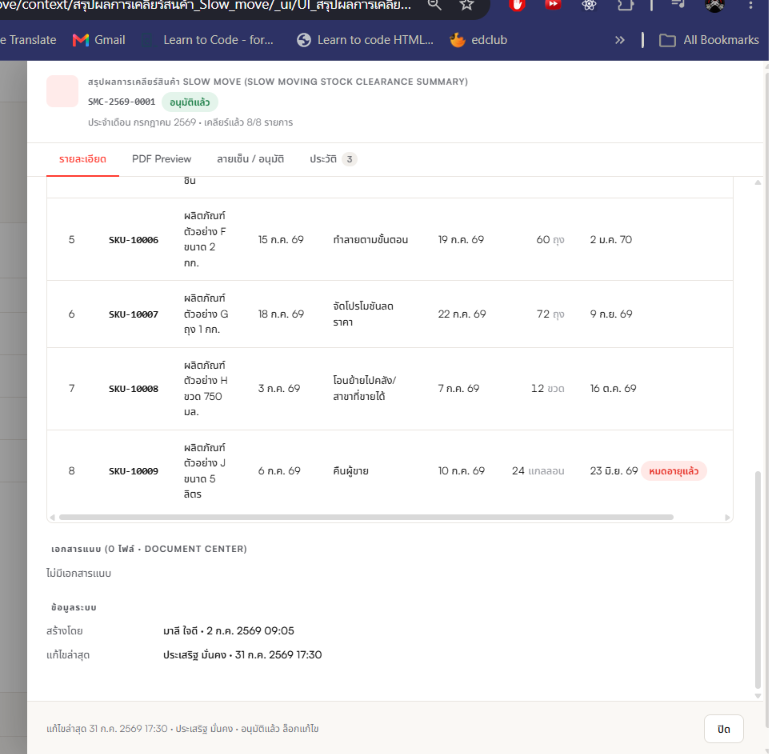 ve/context/สรุปผลการเคลียร์สินค้า_Slow_move/_ui/UI_สรุปผลการเคลีย...
e Translate
Gmail
Learn to Code - for...
Learn to code HTML...
edclub
»
All Bookmarks
สรุปผลการเคลียร์สินค้า SLOW MOVE (SLOW MOVING STOCK CLEARANCE SUMMARY)
SMC-2569-0001 อนุมัติแล้ว
ประจำเดือน กรกฎาคม 2569 • เคลียร์แล้ว 8/8 รายการ
รายละเอียด PDF Preview ลายเซ็น / อนุมัติ ประวัติ 3
ชิ้น
5 SKU-10006 ผลิตภัณฑ์
ตัวอย่าง F
ขนาด 2
กก.
15 ก.ค. 69 ทำลายตามขั้นตอน 19 ก.ค. 69 60 ถุง 2 ม.ค. 70
6 SKU-10007 ผลิตภัณฑ์
ตัวอย่าง G
ถุง 1 กก.
18 ก.ค. 69 จัดโปรโมชันลด
ราคา
22 ก.ค. 69 72 ถุง 9 ก.ย. 69
7 SKU-10008 ผลิตภัณฑ์
ตัวอย่าง H
ขวด 750
มล.
3 ก.ค. 69 โอนย้ายไปคลัง/
สาขาที่ขายได้
7 ก.ค. 69 12 ขวด 16 ต.ค. 69
8 SKU-10009 ผลิตภัณฑ์
ตัวอย่าง J
ขนาด 5
ลิตร
6 ก.ค. 69 คืนผู้ขาย 10 ก.ค. 69 24 แกลลอน 23 มิ.ย. 69 หมดอายุแล้ว
เอกสารแนบ (0 ไฟล์ • DOCUMENT CENTER)
ไม่มีเอกสารแนบ
ข้อมูลระบบ
สร้างโดย มาลี ใจดี • 2 ก.ค. 2569 09:05
แก้ไขล่าสุด ประเสริฐ มั่นคง • 31 ก.ค. 2569 17:30
แก้ไขล่าสุด 31 ก.ค. 2569 17:30 • ประเสริฐ มั่นคง • อนุมัติแล้ว ล็อกแก้ไข
ปิด